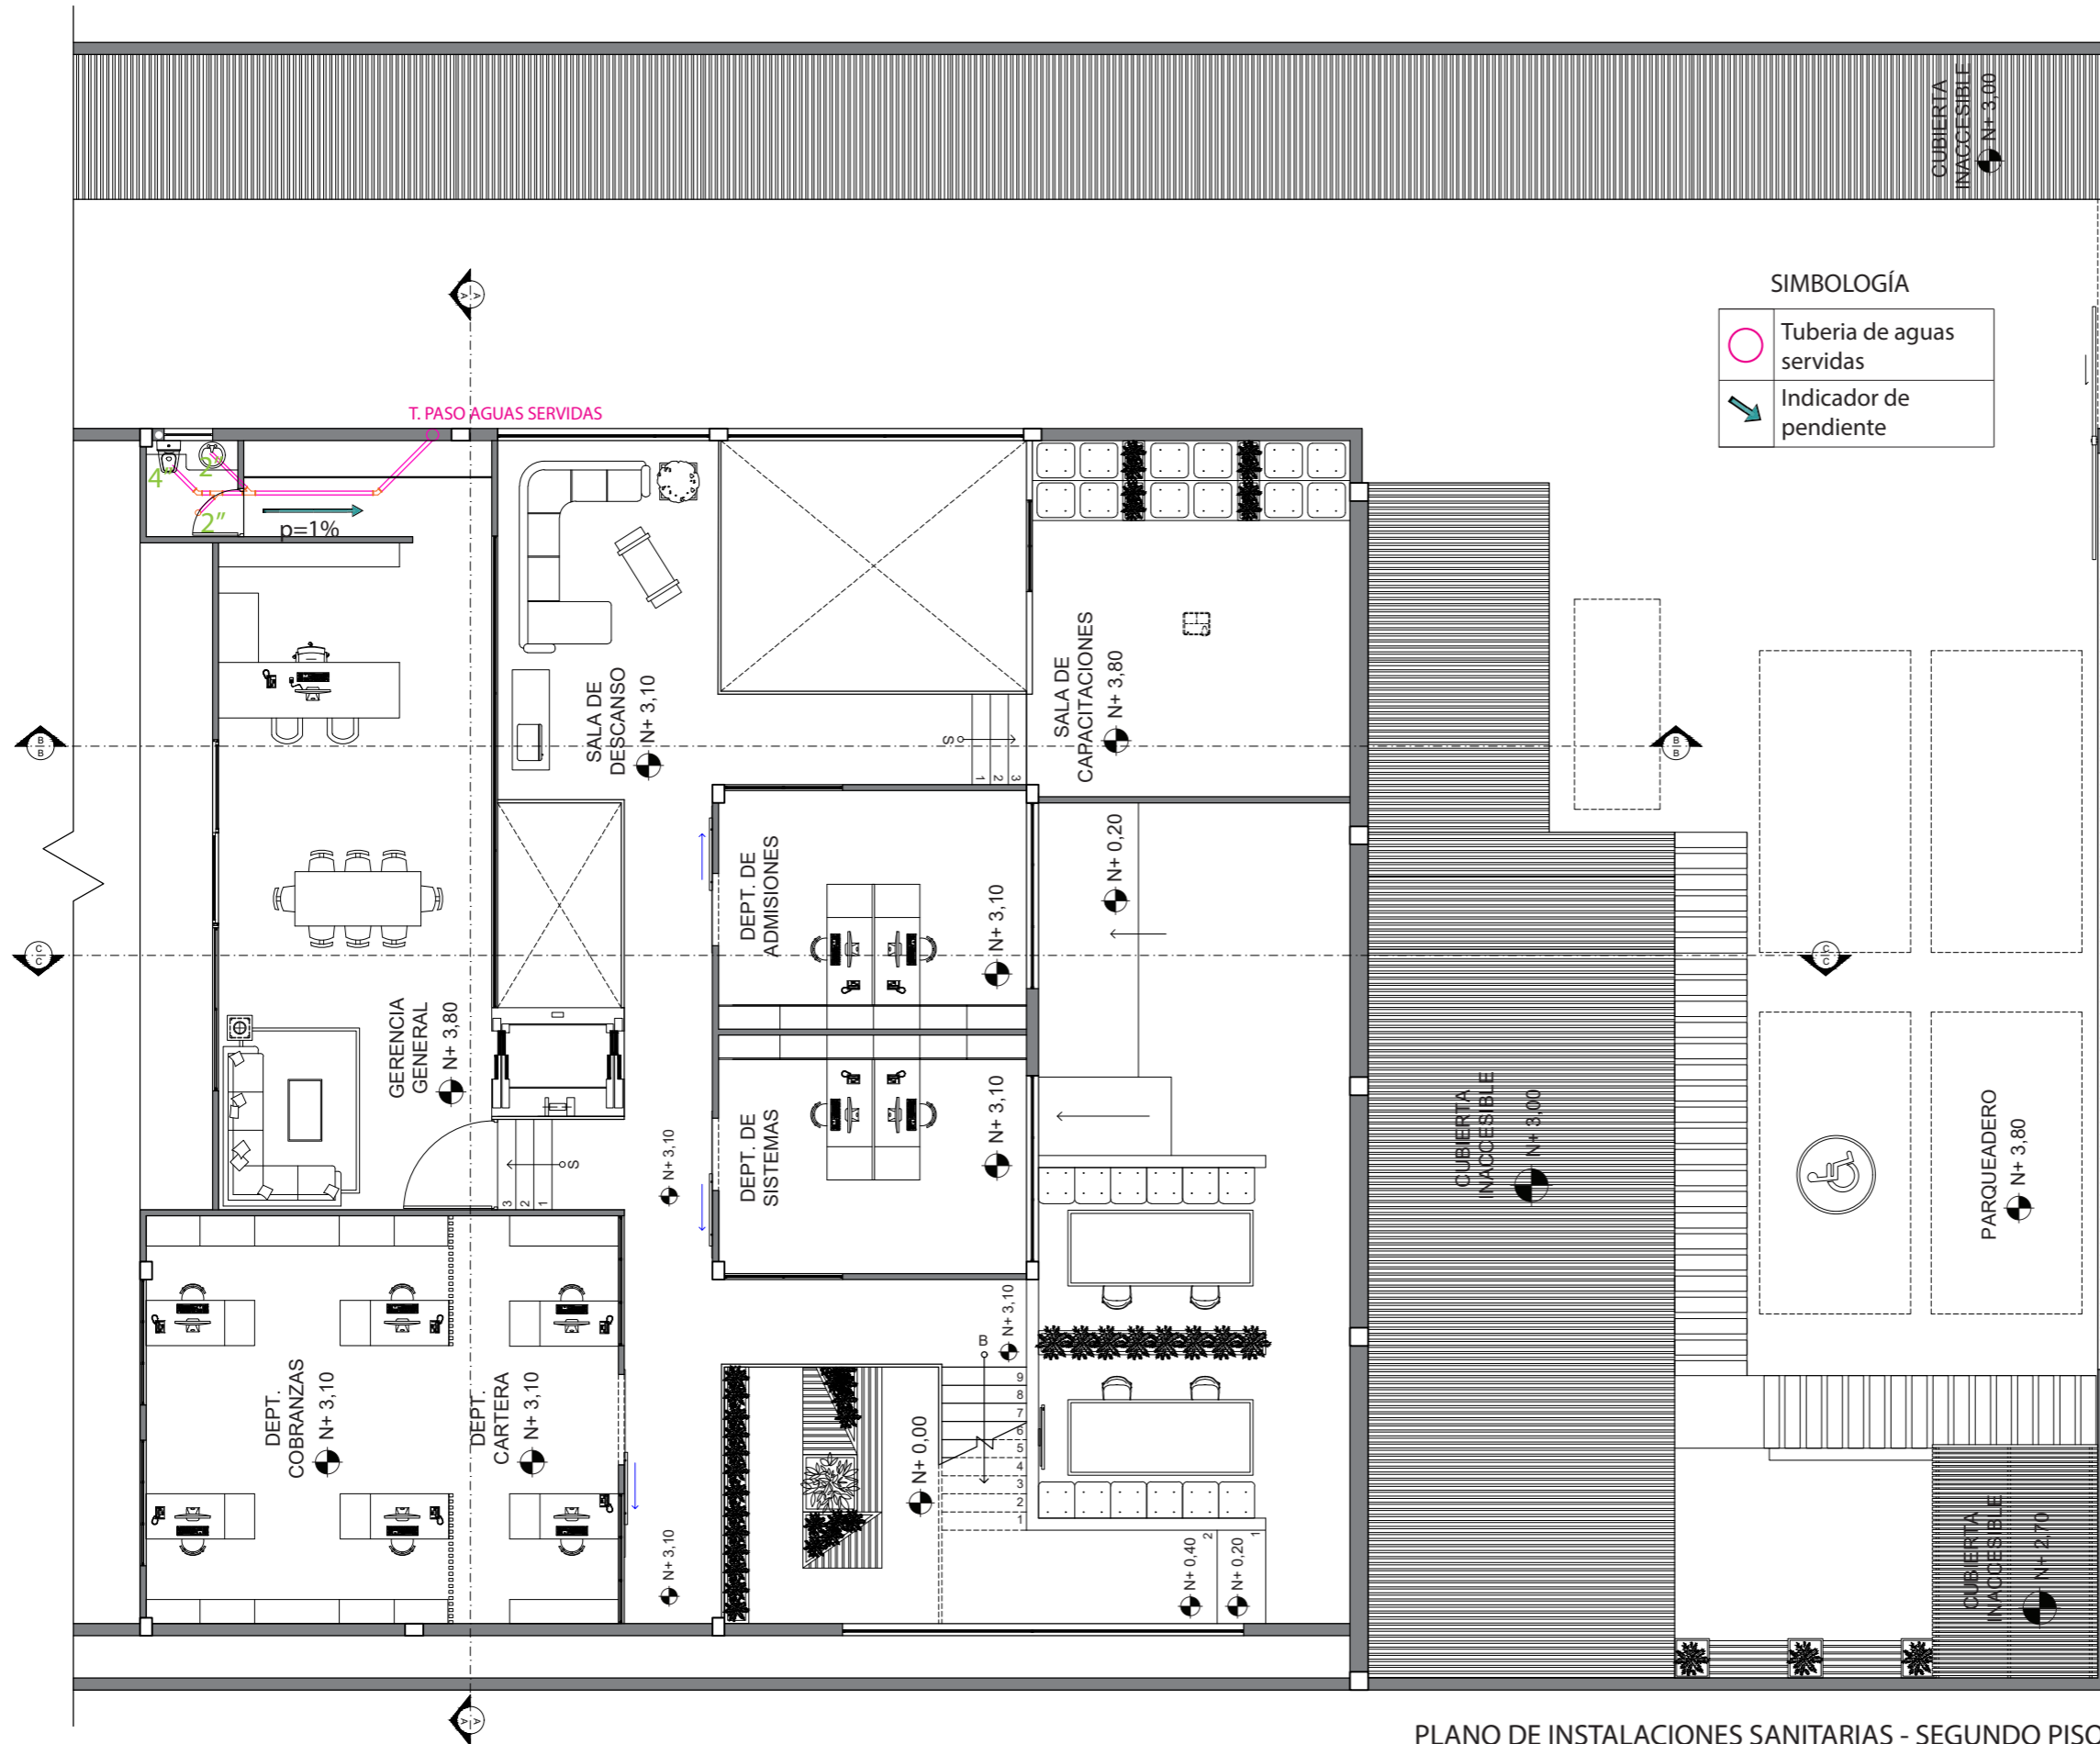 CUBIERTA
INACCESIBLE
N+ 3,00
SIMBOLOGÍA
Tuberia de aguas
servidas
Indicador de
pendiente
A
A
T. PASO AGUAS SERVIDAS
4"
2"
2"
p=1%
SALA DE
DESCANSO
N+ 3,10
SALA DE
CAPACITACIONES
N+ 3,80
S
1
2
3
B
B
B
B
DEPT. DE
ADMISIONES
N+ 3,10
N+ 0,20
C
C
C
C
GERENCIA
GENERAL
N+ 3,80
DEPT. DE
SISTEMAS
N+ 3,10
N+ 3,10
S
3
2
1
CUBIERTA
INACCESIBLE
N+ 3,00
PARQUEADERO
N+ 3,80
DEPT.
COBRANZAS
N+ 3,10
DEPT.
CARTERA
N+ 3,10
N+ 3,10
B
9
8
7
6
5
4
3
2
1
N+ 0,00
N+ 3,10
N+ 0,40
2
N+ 0,20
1
CUBIERTA
INACCESIBLE
N+ 2,70
A
A
PLANO DE INSTALACIONES SANITARIAS - SEGUNDO PISO